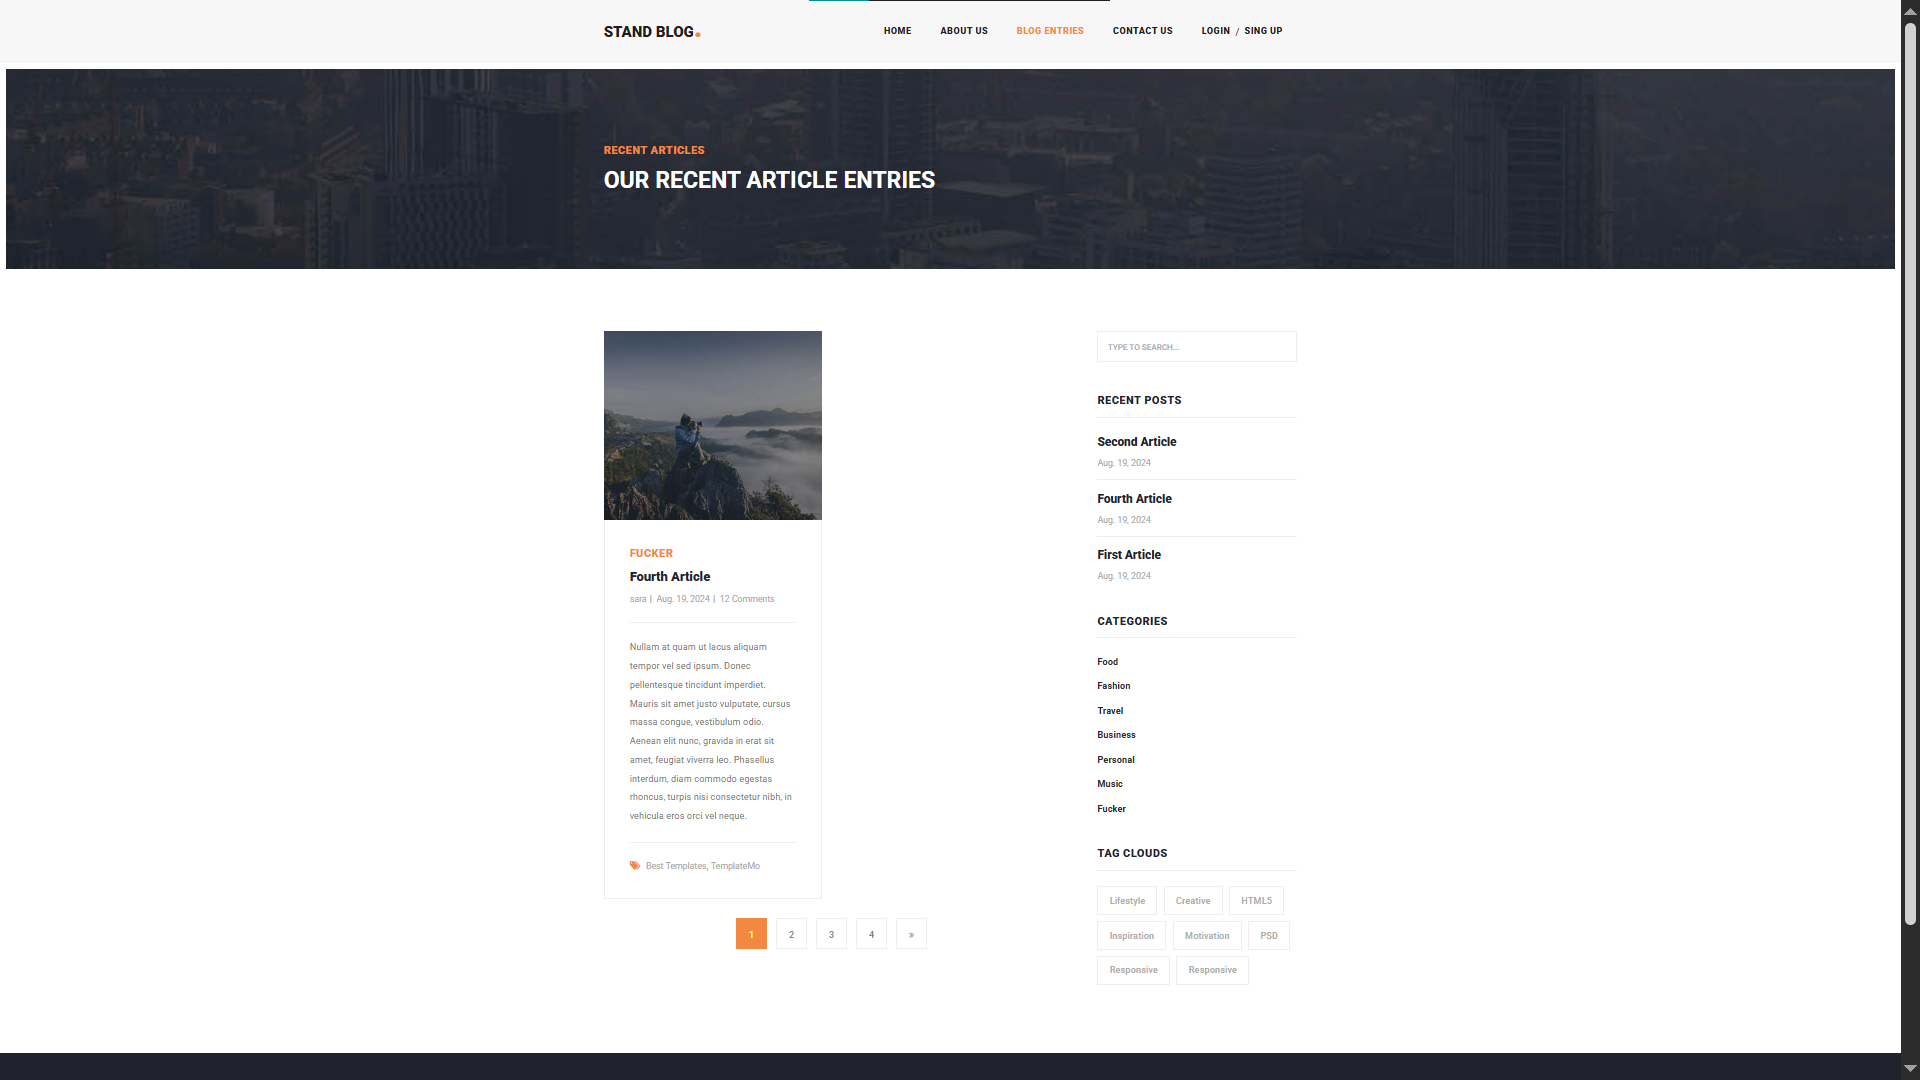 STAND BLOG.
HOME ABOUT US BLOG ENTRIES CONTACT US LOGIN / SING UP
RECENT ARTICLES
OUR RECENT ARTICLE ENTRIES
FUCKER
Fourth Article
sara | Aug. 19, 2024 | 12 Comments
Nullam at quam ut lacus aliquam
tempor vel sed ipsum. Donec
pellentesque tincidunt imperdiet.
Mauris sit amet justo vulputate, cursus
massa congue, vestibulum odio.
Aenean elit nunc, gravida in erat sit
amet, feugiat viverra leo. Phasellus
interdum, diam commodo egestas
rhoncus, turpis nisi consectetur nibh, in
vehicula eros orci vel neque.
Best Templates, TemplateMo
1 2 3 4 »
TYPE TO SEARCH...
RECENT POSTS
Second Article
Aug. 19, 2024
Fourth Article
Aug. 19, 2024
First Article
Aug. 19, 2024
CATEGORIES
Food
Fashion
Travel
Business
Personal
Music
Fucker
TAG CLOUDS
Lifestyle Creative HTML5
Inspiration Motivation PSD
Responsive Responsive